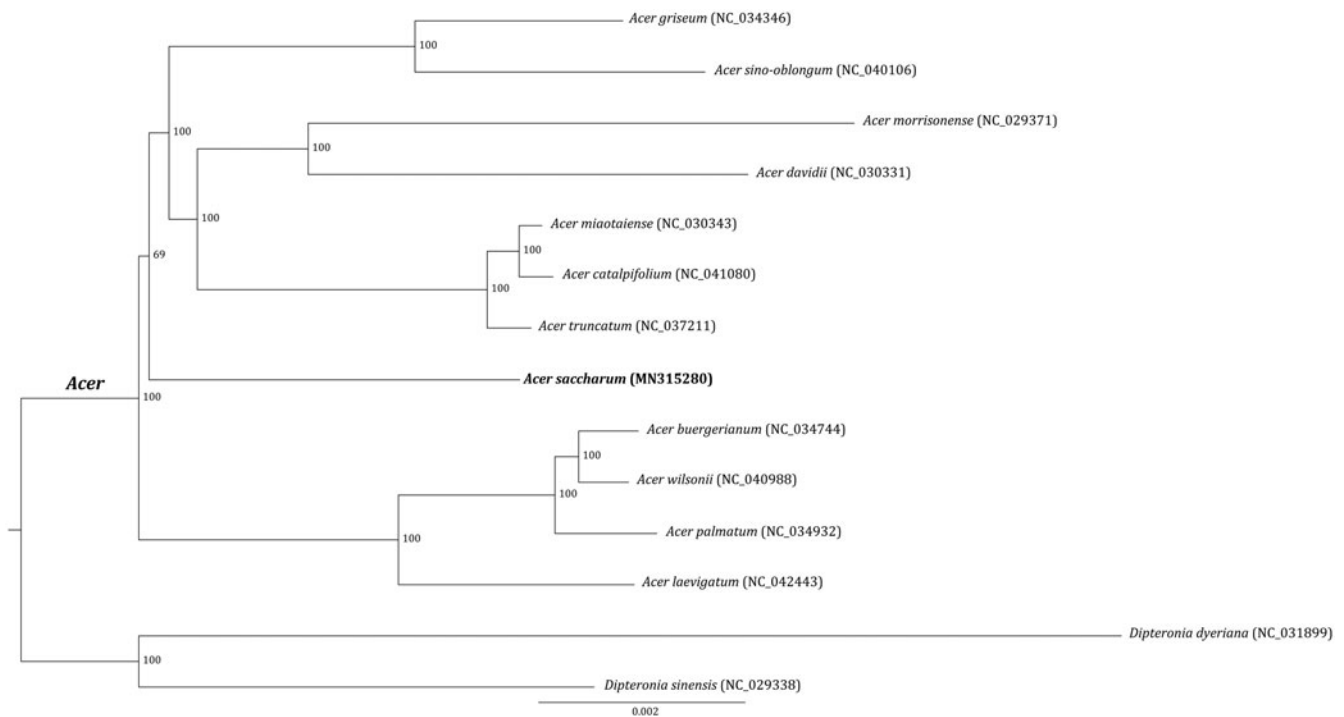 Acer griseum (NC_034346)
100
Acer sino-oblongum (NC_040106)
Acer morrisonense (NC_029371)
100
100
Acer davidii (NC_030331)
100
Acer miaotaiense (NC_030343)
100
69
Acer catalpifolium (NC_041080)
100
Acer truncatum (NC_037211)
Acer saccharum (MN315280)
Acer
100
Acer buergerianum (NC_034744)
100
Acer wilsonii (NC_040988)
100
Acer palmatum (NC_034932)
100
Acer laevigatum (NC_042443)
Dipteronia dyeriana (NC_031899)
100
Dipteronia sinensis (NC_029338)
0.002